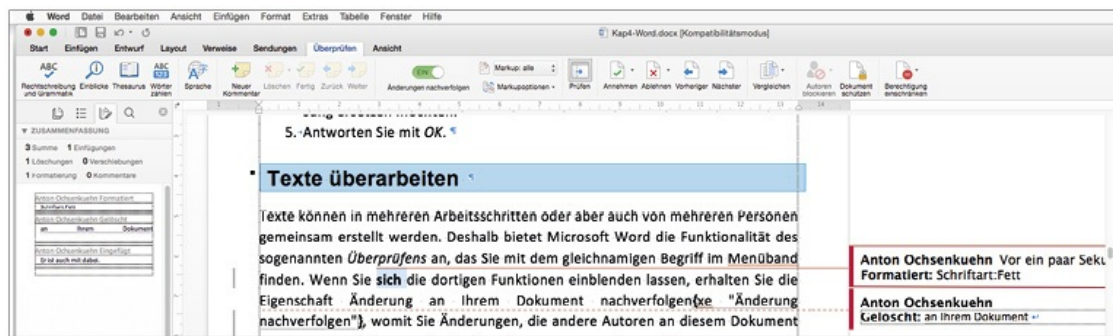 Word Datei Bearbeiten Ansicht Einfügen Format Extras Tabelle Fenster Hilfe
Kap4-Word.docx [Kompatibilitätsmodus]
Start Einfügen Entwurf Layout Verweise Sendungen Überprüfen Ansicht
ABC ABC 123
EIN Markup: alle
Rechtschreibung und Grammatik Einblicke Thesaurus Wörter zählen Sprache Neuer Kommentar Löschen Fertig Zurück Weiter Änderungen nachverfolgen Markupoptionen Prüfen Annehmen Ablehnen Vorheriger Nächster Vergleichen Autoren blockieren Dokument schützen Berechtigung einschränken
ZUSAMMENFASSUNG
3 Summe 1 Einfügungen
1 Löschungen 0 Verschiebungen
1 Formatierung 0 Kommentare
Anton Ochsenkuehn Formatiert
Schriftart:Fett
Anton Ochsenkuehn Gelöscht
an Ihrem Dokument
Anton Ochsenkuehn Eingefügt
Er ist auch mit dabei.
5. Antworten Sie mit OK. ¶
Texte überarbeiten ¶
Texte können in mehreren Arbeitsschritten oder aber auch von mehreren Personen
gemeinsam erstellt werden. Deshalb bietet Microsoft Word die Funktionalität des
sogenannten Überprüfens an, das Sie mit dem gleichnamigen Begriff im Menüband
finden. Wenn Sie sich die dortigen Funktionen einblenden lassen, erhalten Sie die
Eigenschaft Änderung an Ihrem Dokument nachverfolgen{xe "Änderung
nachverfolgen"}, womit Sie Änderungen, die andere Autoren an diesem Dokument
Anton Ochsenkuehn Vor ein paar Seku
Formatiert: Schriftart:Fett
Anton Ochsenkuehn
Gelöscht: an Ihrem Dokument